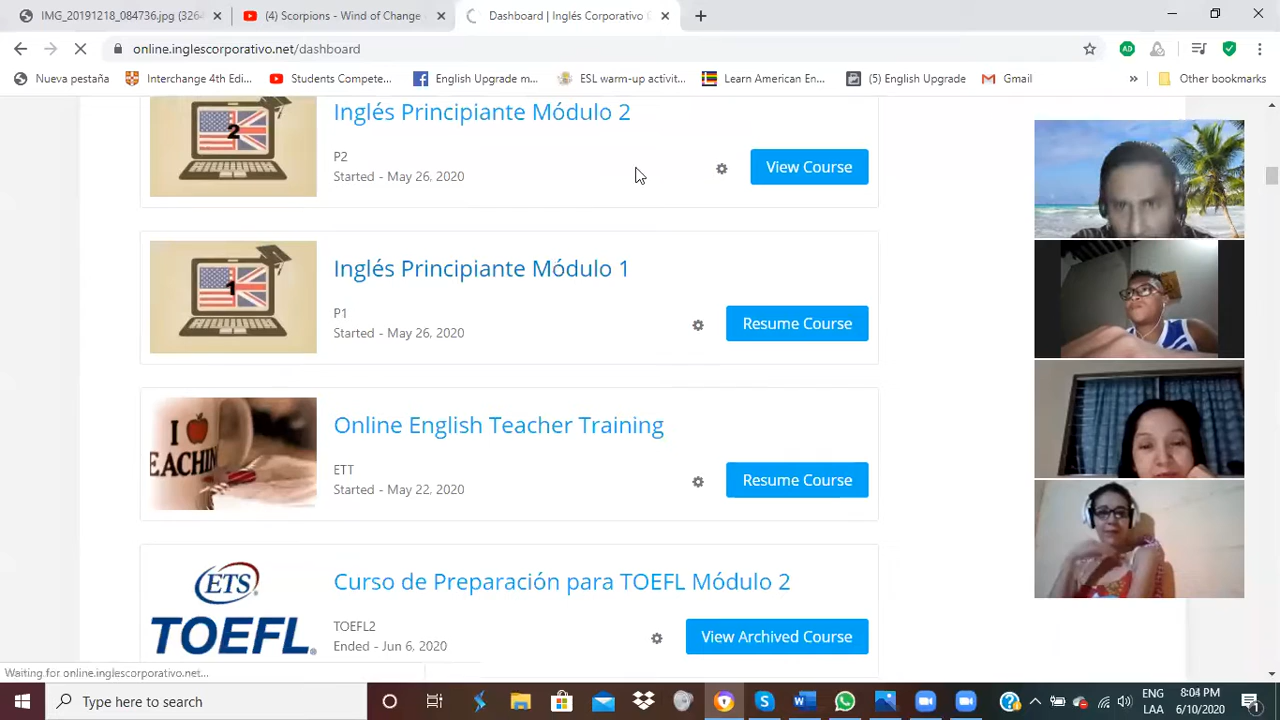 IMG_20191218_084736.jpg (3264
(4) Scorpions - Wind of Change
Dashboard | Inglés Corporativo
online.inglescorporativo.net/dashboard
Nueva pestaña
Interchange 4th Edi...
Students Compete...
English Upgrade m...
ESL warm-up activit...
Learn American En...
(5) English Upgrade
Gmail
Other bookmarks
2
Inglés Principiante Módulo 2
P2
Started - May 26, 2020
View Course
1
Inglés Principiante Módulo 1
P1
Started - May 26, 2020
Resume Course
I
EACHIN
Online English Teacher Training
ETT
Started - May 22, 2020
Resume Course
ETS
TOEFL
Curso de Preparación para TOEFL Módulo 2
TOEFL2
Ended - Jun 6, 2020
View Archived Course
Waiting for online.inglescorporativo.net...
Type here to search
ENG
LAA
8:04 PM
6/10/2020